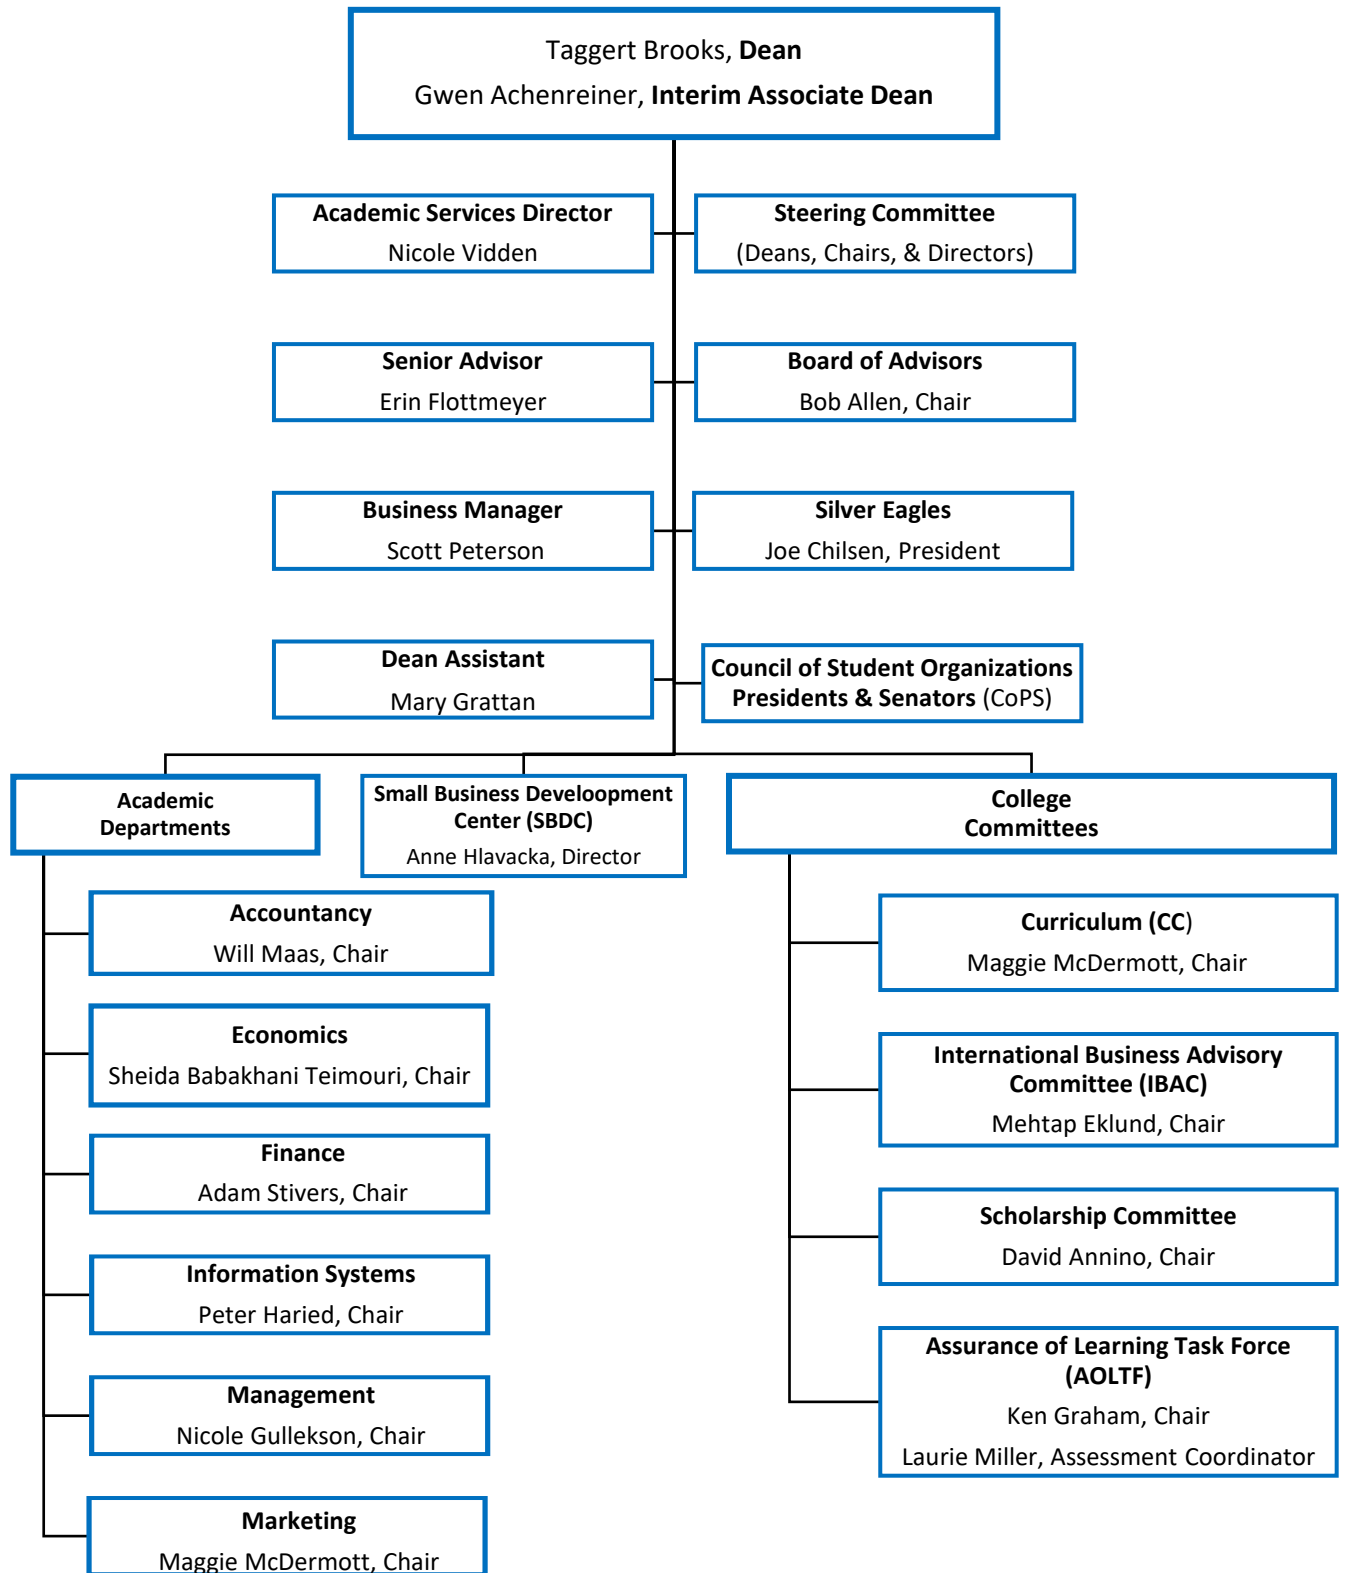 Taggert Brooks, Dean
Gwen Achenreiner, Interim Associate Dean
Academic Services Director
Nicole Vidden
Steering Committee
(Deans, Chairs, & Directors)
Senior Advisor
Erin Flottmeyer
Board of Advisors
Bob Allen, Chair
Business Manager
Scott Peterson
Silver Eagles
Joe Chilsen, President
Dean Assistant
Mary Grattan
Council of Student Organizations
Presidents & Senators (CoPS)
Academic
Departments
Small Business Develoopment
Center (SBDC)
Anne Hlavacka, Director
College
Committees
Accountancy
Will Maas, Chair
Economics
Sheida Babakhani Teimouri, Chair
Finance
Adam Stivers, Chair
Information Systems
Peter Haried, Chair
Management
Nicole Gullekson, Chair
Marketing
Maggie McDermott, Chair
Curriculum (CC)
Maggie McDermott, Chair
International Business Advisory
Committee (IBAC)
Mehtap Eklund, Chair
Scholarship Committee
David Annino, Chair
Assurance of Learning Task Force
(AOLTF)
Ken Graham, Chair
Laurie Miller, Assessment Coordinator